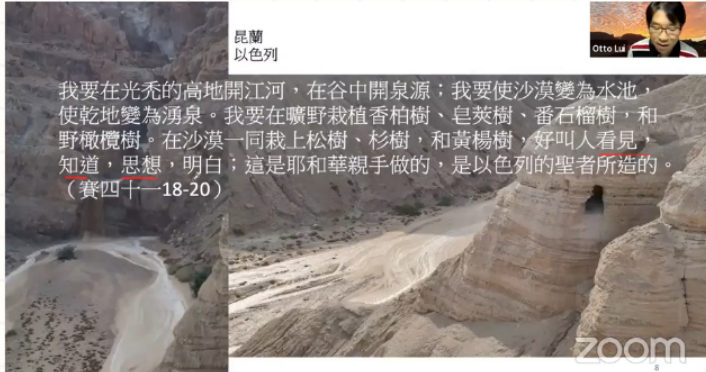 昆蘭
以色列
Otto Lui
我要在光禿的高地開江河，在谷中開泉源；我要使沙漠變為水池，
使乾地變為湧泉。我要在曠野栽植香柏樹、皂莢樹、番石榴樹，和
野橄欖樹。在沙漠一同栽上松樹、杉樹，和黃楊樹，好叫人看見，
知道，思想，明白；這是耶和華親手做的，是以色列的聖者所造的。
（賽四十一18-20）
zoom
8